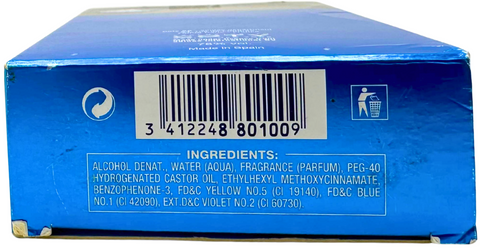 Made in Spain
3 412248 801009
INGREDIENTS:
ALCOHOL DENAT., WATER (AQUA), FRAGRANCE (PARFUM), PEG-40
HYDROGENATED CASTOR OIL, ETHYLHEXYL METHOXYCINNAMATE,
BENZOPHENONE-3, FD&C YELLOW NO.5 (CI 19140), FD&C BLUE
NO.1 (CI 42090), EXT.D&C VIOLET NO.2 (CI 60730).